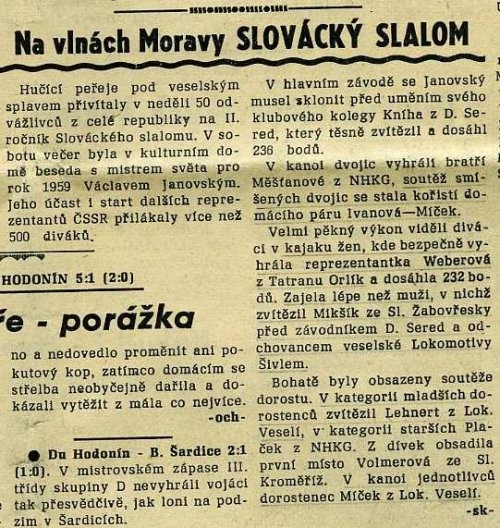 Na vlnách Moravy SLOVÁCKÝ SLALOM
Hučící peřeje pod veselským
splavem přivítaly v neděli 50 od-
vážlivců z celé republiky na II.
ročník Slováckého slalomu. V so-
botu večer byla v kulturním do-
mě beseda s mistrem světa pro
rok 1959 Václavem Janovským.
Jeho účast i start dalších repre-
zentantů ČSSR přilákaly více než
500 diváků.
HODONÍN 5:1 (2:0)
ře - porážka
no a nedovedlo proměnit ani po-
kutový kop, zatímco domácím se
střelba neobyčejně dařila a do-
kázali vytěžit z mála co nejvíce.
-och-
● Du Hodonín - B. Šardice 2:1
(1:0). V mistrovském zápase III.
třídy skupiny D nevyhráli vojáci
tak přesvědčivě, jak loni na pod-
zim v Šardicích.
V hlavním závodě se Janovský
musel sklonit před uměním svého
klubového kolegy Kniha z D. Se-
red, který těsně zvítězil a dosáhl
236 bodů.
V kanoi dvojic vyhráli bratří
Měšťanové z NHKG, soutěž smí-
šených dvojic se stala kořistí do-
mácího páru Ivanová—Míček.
Velmi pěkný výkon viděli divá-
ci v kajaku žen, kde bezpečně vy-
hrála reprezentantka Weberová
z Tatranu Orlík a dosáhla 232 bo-
dů. Zajela lépe než muži, v nichž
zvítězil Mikšík ze Sl. Žabovřesky
před závodníkem D. Sered a od-
chovancem veselské Lokomotivy
Šivlem.
Bohatě byly obsazeny soutěže
dorostu. V kategorii mladších do-
rostenců zvítězil Lehnert z Lok.
Veselí, v kategorii starších Pla-
ček z NHKG. Z dívek obsadila
první místo Volmerová ze Sl.
Kroměříž. V kanoi jednotlivců
dorostenec Míček z Lok. Veselí.
-sk-